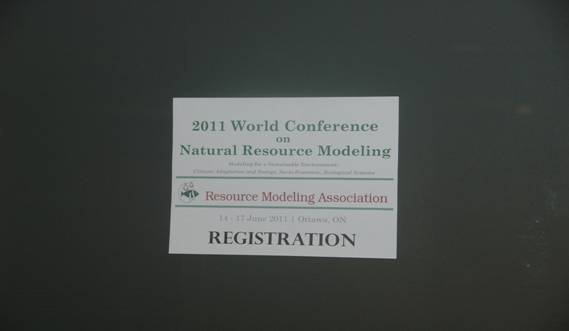 2011 World Conference
on
Natural Resource Modeling
Modeling for a Sustainable Environment:
Climate Adaptation and Energy, Socio-Economic, Ecological Systems
Resource Modeling Association
14 - 17 June 2011 | Ottawa, ON
REGISTRATION